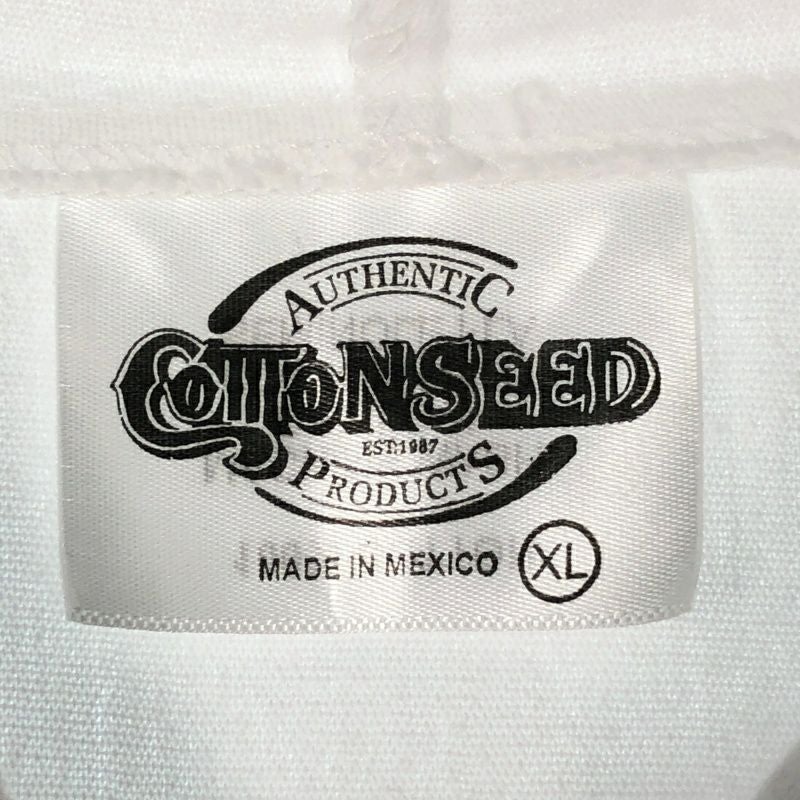 AUTHENTIC
COTTONSEED
EST.1987
PRODUCTS
MADE IN MEXICO XL